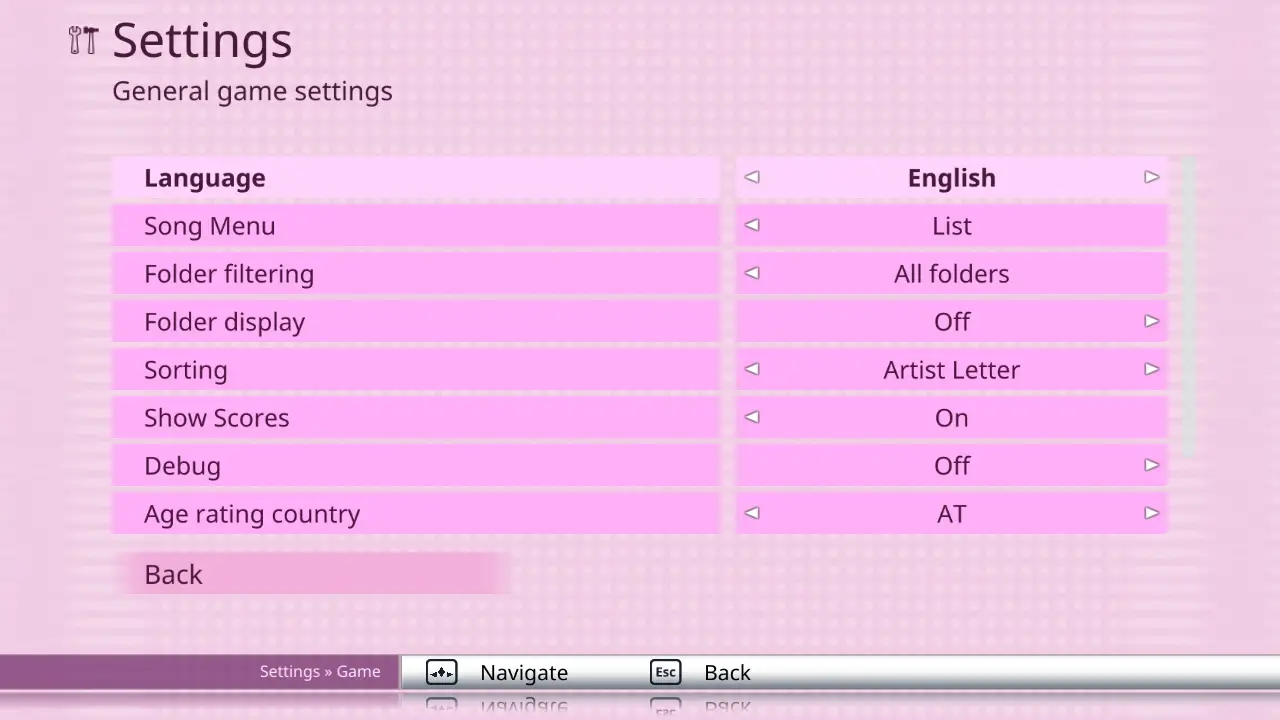 Settings
General game settings
Language English
Song Menu List
Folder filtering All folders
Folder display Off
Sorting Artist Letter
Show Scores On
Debug Off
Age rating country AT
Back
Settings » Game Navigate Esc Back